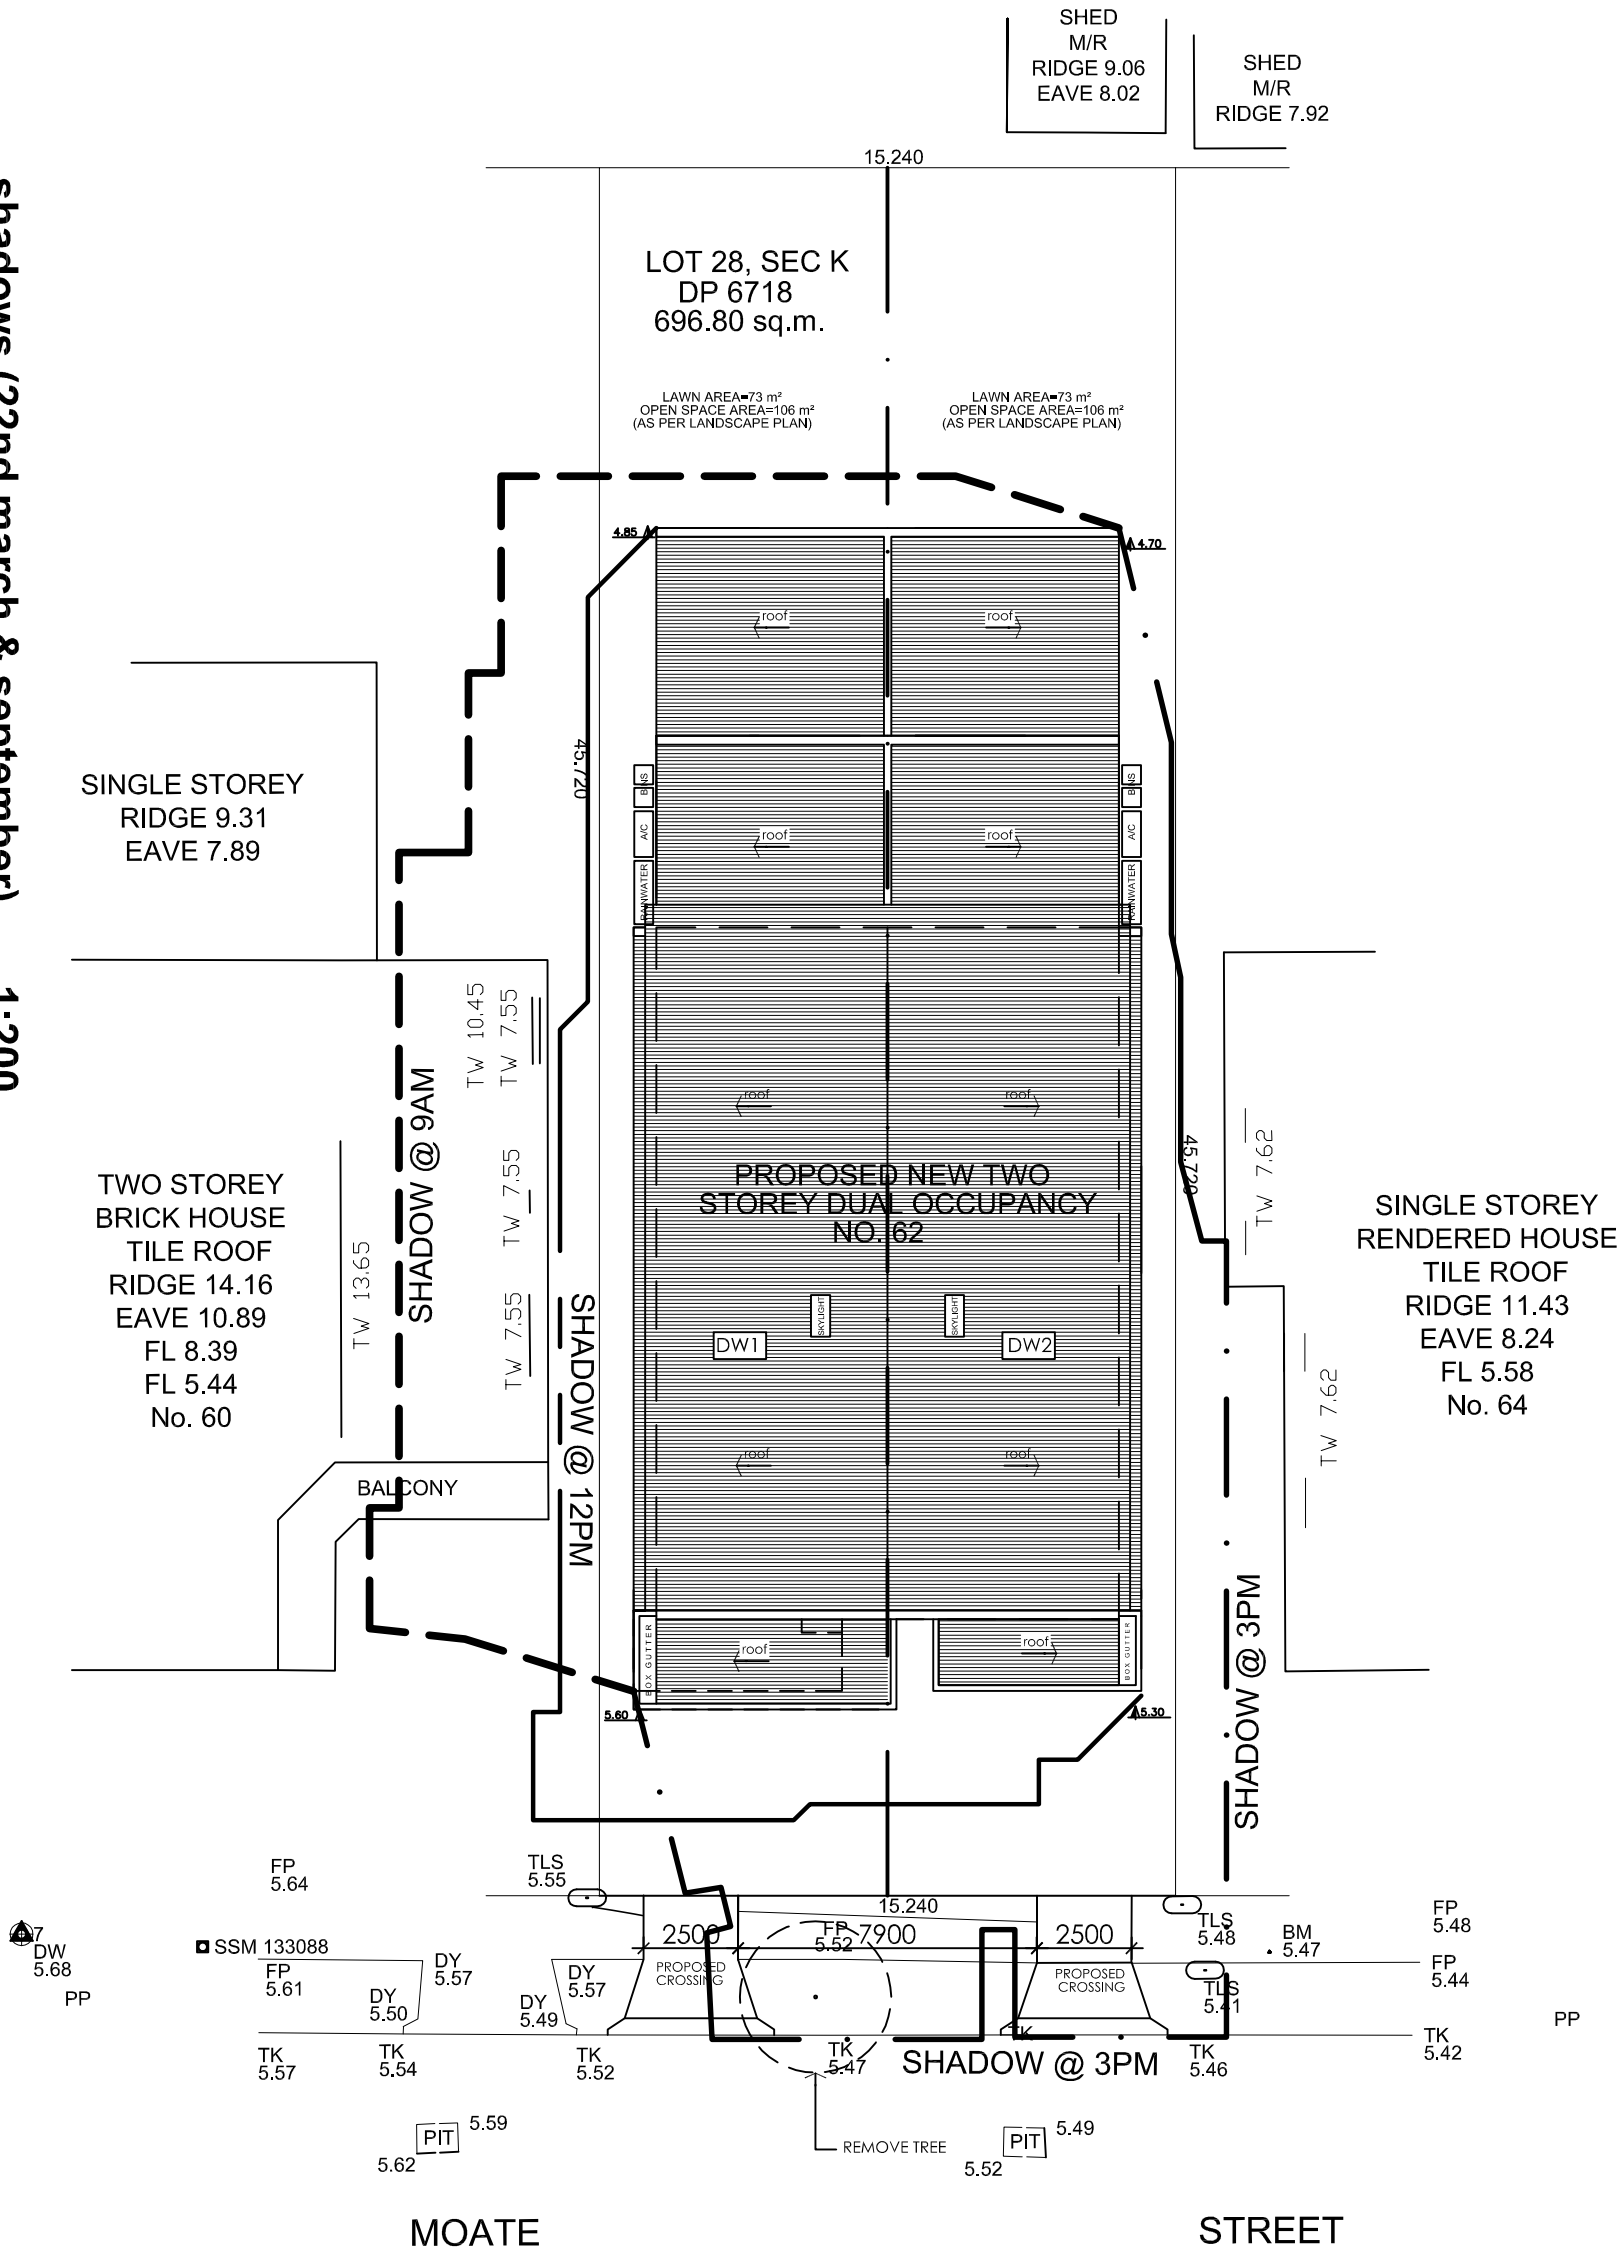 SHED
M/R
RIDGE 9.06
EAVE 8.02
SHED
M/R
RIDGE 7.92
15.240
LOT 28, SEC K
DP 6718
696.80 sq.m.
LAWN AREA=73 m²
OPEN SPACE AREA=106 m²
(AS PER LANDSCAPE PLAN)
LAWN AREA=73 m²
OPEN SPACE AREA=106 m²
(AS PER LANDSCAPE PLAN)
shadows (22nd march & september) 1:200
4.85
4.70
roof
roof
45.720
SINGLE STOREY
RIDGE 9.31
EAVE 7.89
BINS
A/C
RAINWATER
roof
roof
BINS
A/C
RAINWATER
TW 10.45
TW 7.55
SHADOW @ 9AM
roof
roof
TW 7.55
TW 7.62
45.720
PROPOSED NEW TWO
STOREY DUAL OCCUPANCY
NO. 62
TWO STOREY
BRICK HOUSE
TILE ROOF
RIDGE 14.16
EAVE 10.89
FL 8.39
FL 5.44
No. 60
TW 13.65
TW 7.55
SHADOW @ 12PM
SKYLIGHT
SKYLIGHT
DW1
DW2
SINGLE STOREY
RENDERED HOUSE
TILE ROOF
RIDGE 11.43
EAVE 8.24
FL 5.58
No. 64
TW 7.62
roof
roof
BALCONY
SHADOW @ 3PM
BOX GUTTER
roof
roof
BOX GUTTER
5.60
5.30
FP
5.64
TLS
5.55
15.240
2500
FP
5.52
7900
2500
TLS
5.48
BM
5.47
FP
5.48
7
DW
5.68
PP
SSM 133088
FP
5.61
DY
5.57
DY
5.50
DY
5.57
DY
5.49
PROPOSED
CROSSING
PROPOSED
CROSSING
TLS
5.41
FP
5.44
PP
TK
5.57
TK
5.54
TK
5.52
TK
5.47
TK
SHADOW @ 3PM
TK
5.46
TK
5.42
PIT
5.59
5.62
REMOVE TREE
PIT
5.49
5.52
MOATE STREET